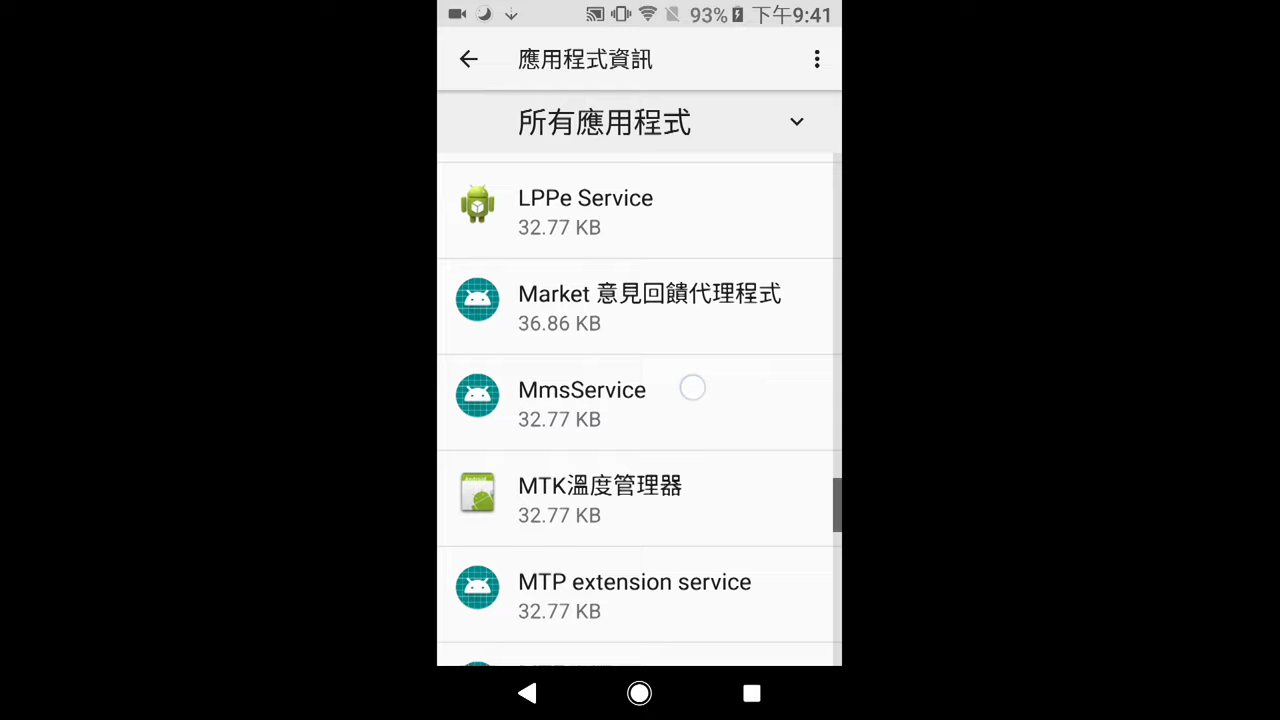 93% 下午9:41
應用程式資訊
所有應用程式
LPPe Service
32.77 KB
Market 意見回饋代理程式
36.86 KB
MmsService
32.77 KB
MTK溫度管理器
32.77 KB
MTP extension service
32.77 KB